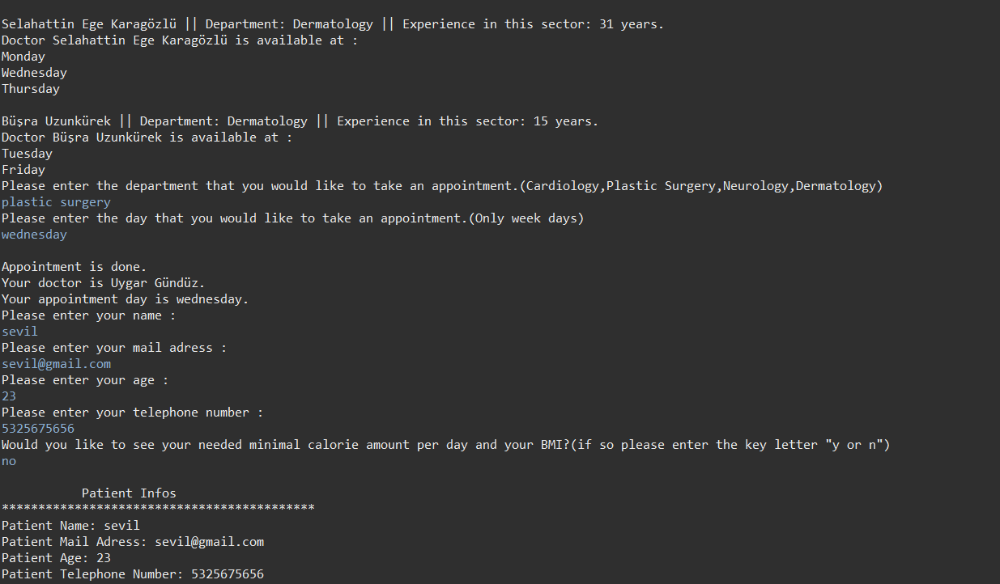 Selahattin Ege Karagözlü || Department: Dermatology || Experience in this sector: 31 years.
Doctor Selahattin Ege Karagözlü is available at :
Monday
Wednesday
Thursday
Büşra Uzunkürek || Department: Dermatology || Experience in this sector: 15 years.
Doctor Büşra Uzunkürek is available at :
Tuesday
Friday
Please enter the department that you would like to take an appointment.(Cardiology,Plastic Surgery,Neurology,Dermatology)
plastic surgery
Please enter the day that you would like to take an appointment.(Only week days)
wednesday
Appointment is done.
Your doctor is Uygar Gündüz.
Your appointment day is wednesday.
Please enter your name :
sevil
Please enter your mail adress :
sevil@gmail.com
Please enter your age :
23
Please enter your telephone number :
5325675656
Would you like to see your needed minimal calorie amount per day and your BMI?(if so please enter the key letter "y or n")
no
Patient Infos
*******************************************
Patient Name: sevil
Patient Mail Adress: sevil@gmail.com
Patient Age: 23
Patient Telephone Number: 5325675656